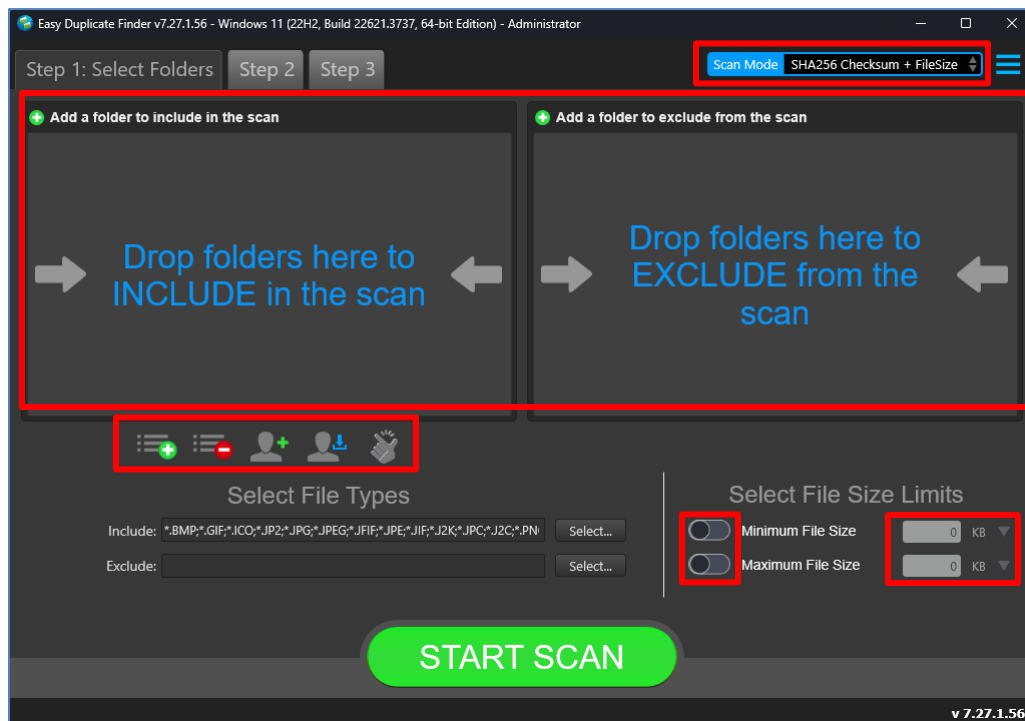 Easy Duplicate Finder v7.27.1.56 - Windows 11 (22H2, Build 22621.3737, 64-bit Edition) - Administrator
Step 1: Select Folders
Step 2
Step 3
Scan Mode
SHA256 Checksum + FileSize
Add a folder to include in the scan
Add a folder to exclude from the scan
Drop folders here to
INCLUDE in the scan
Drop folders here to
EXCLUDE from the
scan
Select File Types
Include: *.BMP;*.GIF;*.ICO;*.JP2;*.JPG;*.JPEG;*.JFIF;*.JPE;*.JIF;*.J2K;*.JPC;*.J2C;*.PN
Select...
Exclude:
Select...
Select File Size Limits
Minimum File Size
0 KB
Maximum File Size
0 KB
START SCAN
v 7.27.1.56